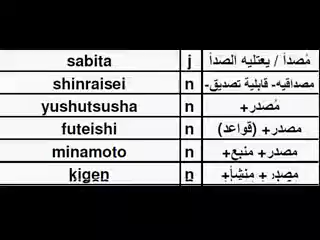 sabita j مُصدأ / يعتليه الصدأ
shinraisei n مصداقيه- قابلية تصديق-
yushutsusha n مُصدر+
futeishi n مصدر+ (قواعد)
minamoto n مصدر+ منبع+
kigen n مصدر+ منشأ+